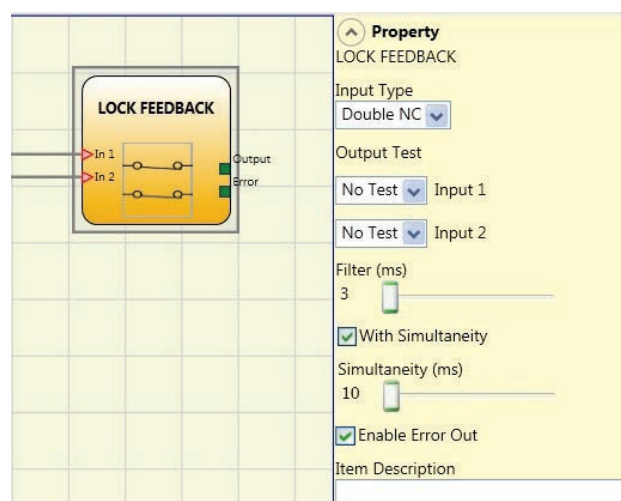 LOCK FEEDBACK
In 1
In 2
Output
Error
Property
LOCK FEEDBACK
Input Type
Double NC
Output Test
No Test Input 1
No Test Input 2
Filter (ms)
3
With Simultaneity
Simultaneity (ms)
10
Enable Error Out
Item Description